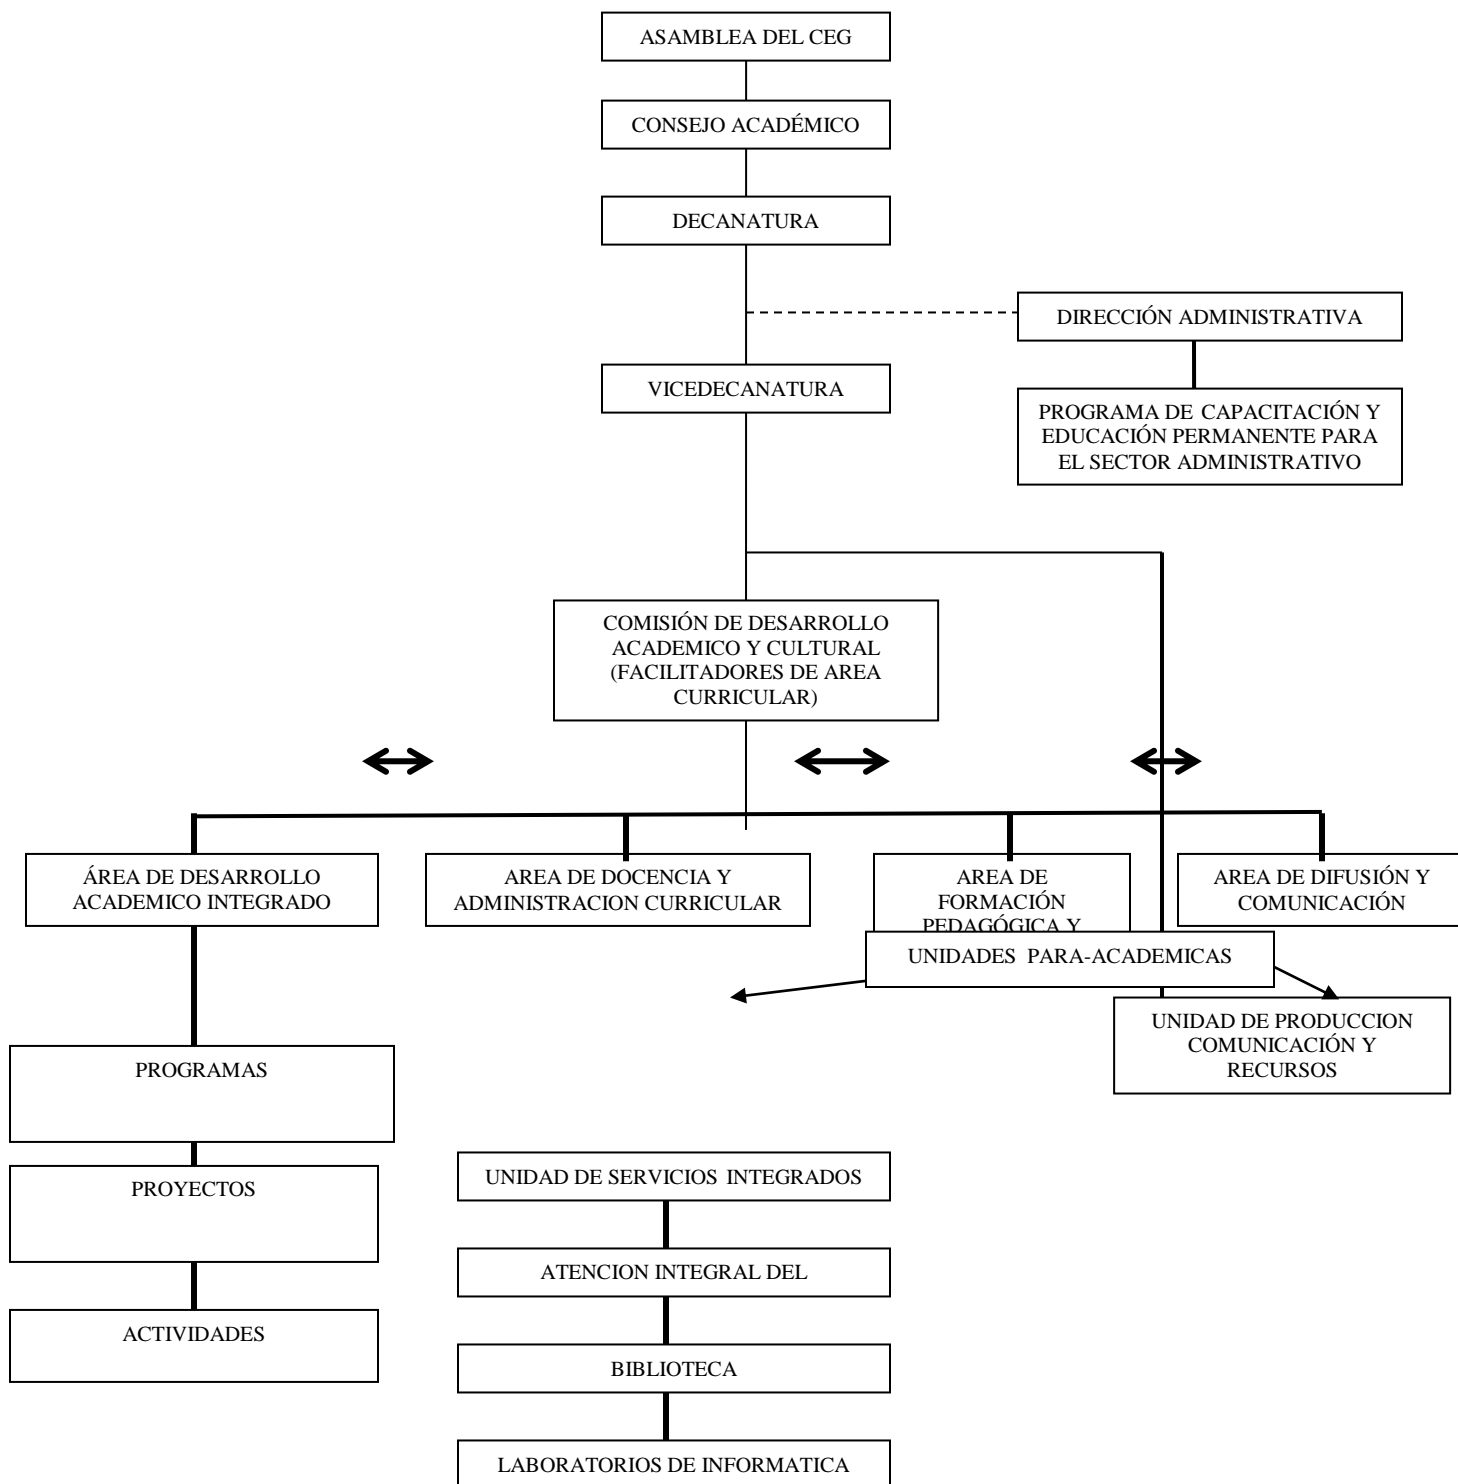 ASAMBLEA DEL CEG
CONSEJO ACADÉMICO
DECANATURA
DIRECCIÓN ADMINISTRATIVA
VICEDECANATURA
PROGRAMA DE CAPACITACIÓN Y
EDUCACIÓN PERMANENTE PARA
EL SECTOR ADMINISTRATIVO
COMISIÓN DE DESARROLLO
ACADEMICO Y CULTURAL
(FACILITADORES DE AREA
CURRICULAR)
ÁREA DE DESARROLLO
ACADEMICO INTEGRADO
AREA DE DOCENCIA Y
ADMINISTRACION CURRICULAR
AREA DE
FORMACIÓN
PEDAGÓGICA Y
AREA DE DIFUSIÓN Y
COMUNICACIÓN
UNIDADES PARA-ACADEMICAS
UNIDAD DE PRODUCCION
COMUNICACIÓN Y
RECURSOS
PROGRAMAS
PROYECTOS
ACTIVIDADES
UNIDAD DE SERVICIOS INTEGRADOS
ATENCION INTEGRAL DEL
BIBLIOTECA
LABORATORIOS DE INFORMATICA